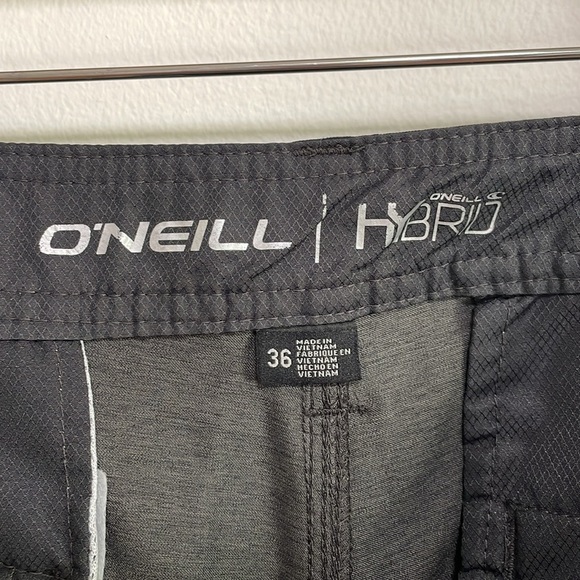 O'NEILL
O'NEILL
HYBRID
36
MADE IN
VIETNAM
FABRIQUE EN
VIETNAM
HECHO EN
VIETNAM